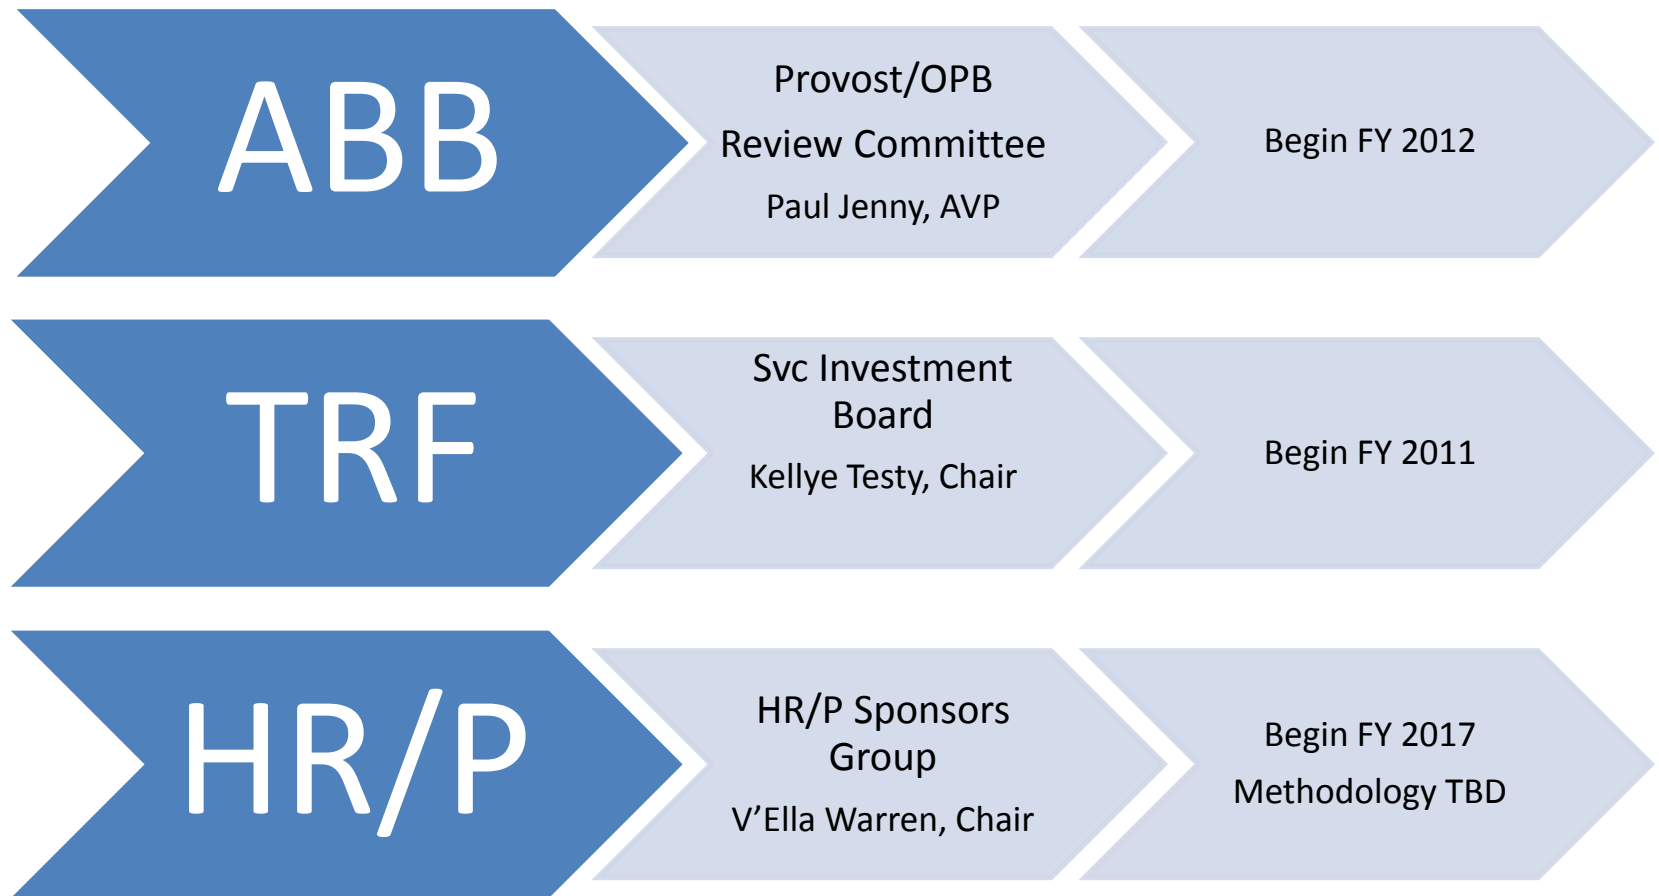 ABB
Provost/OPB
Review Committee
Paul Jenny, AVP
Begin FY 2012
TRF
Svc Investment
Board
Kellye Testy, Chair
Begin FY 2011
HR/P
HR/P Sponsors
Group
V’Ella Warren, Chair
Begin FY 2017
Methodology TBD